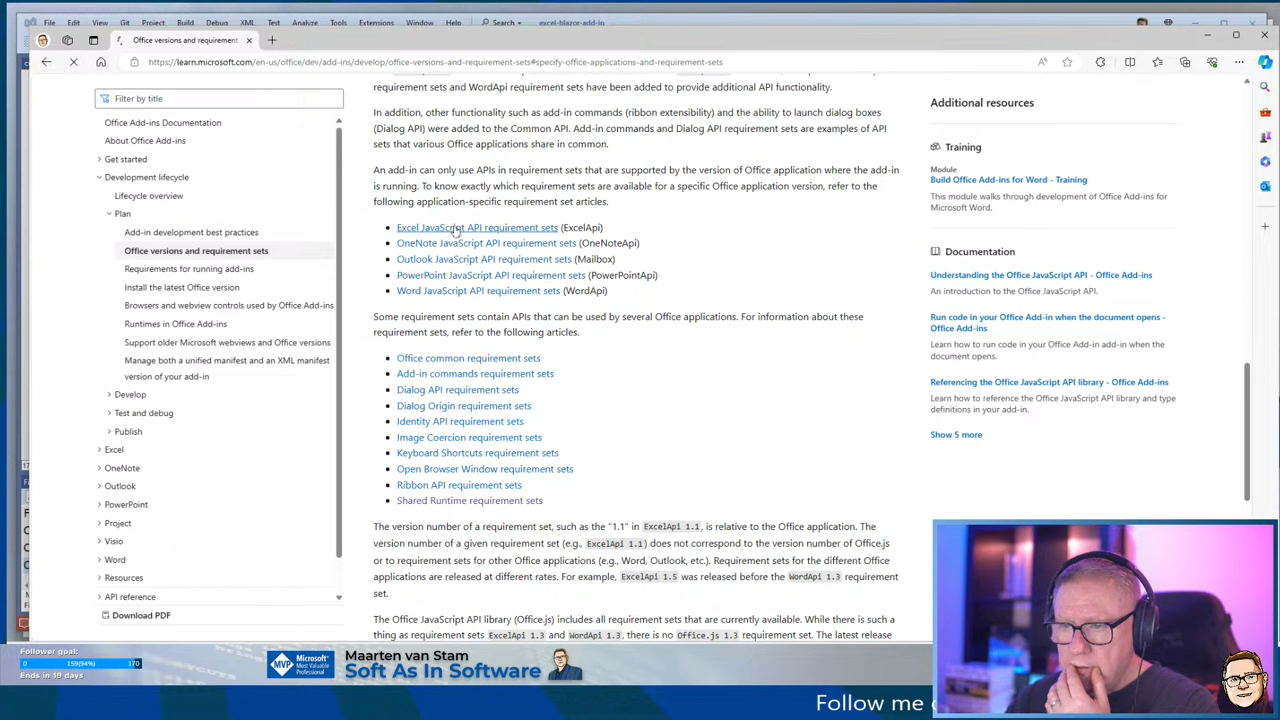 File Edit View Git Project Build Debug XML Test Analyze Tools Extensions Window Help Search excel-blazor-add-in
Office versions and requirement
https://learn.microsoft.com/en-us/office/dev/add-ins/develop/office-versions-and-requirement-sets#specify-office-applications-and-requirement-sets
Filter by title
Office Add-ins Documentation
About Office Add-ins
Get started
Development lifecycle
Lifecycle overview
Plan
Add-in development best practices
Office versions and requirement sets
Requirements for running add-ins
Install the latest Office version
Browsers and webview controls used by Office Add-ins
Runtimes in Office Add-ins
Support older Microsoft webviews and Office versions
Manage both a unified manifest and an XML manifest
version of your add-in
Develop
Test and debug
Publish
Excel
OneNote
Outlook
PowerPoint
Project
Visio
Word
Resources
API reference
Download PDF
requirement sets and WordApi requirement sets have been added to provide additional API functionality.
In addition, other functionality such as add-in commands (ribbon extensibility) and the ability to launch dialog boxes
(Dialog API) were added to the Common API. Add-in commands and Dialog API requirement sets are examples of API
sets that various Office applications share in common.
An add-in can only use APIs in requirement sets that are supported by the version of Office application where the add-in
is running. To know exactly which requirement sets are available for a specific Office application version, refer to the
following application-specific requirement set articles.
• Excel JavaScript API requirement sets (ExcelApi)
• OneNote JavaScript API requirement sets (OneNoteApi)
• Outlook JavaScript API requirement sets (Mailbox)
• PowerPoint JavaScript API requirement sets (PowerPointApi)
• Word JavaScript API requirement sets (WordApi)
Some requirement sets contain APIs that can be used by several Office applications. For information about these
requirement sets, refer to the following articles.
• Office common requirement sets
• Add-in commands requirement sets
• Dialog API requirement sets
• Dialog Origin requirement sets
• Identity API requirement sets
• Image Coercion requirement sets
• Keyboard Shortcuts requirement sets
• Open Browser Window requirement sets
• Ribbon API requirement sets
• Shared Runtime requirement sets
The version number of a requirement set, such as the "1.1" in ExcelApi 1.1, is relative to the Office application. The
version number of a given requirement set (e.g., ExcelApi 1.1) does not correspond to the version number of Office.js
or to requirement sets for other Office applications (e.g., Word, Outlook, etc.). Requirement sets for the different Office
applications are released at different rates. For example, ExcelApi 1.5 was released before the WordApi 1.3 requirement
set.
The Office JavaScript API library (Office.js) includes all requirement sets that are currently available. While there is such a
thing as requirement sets ExcelApi 1.3 and WordApi 1.3, there is no Office.js 1.3 requirement set. The latest release
Additional resources
Training
Module
Build Office Add-ins for Word - Training
This module walks through development of Office Add-ins for Word.
Documentation
Understanding the Office JavaScript API - Office Add-ins
An introduction to the Office JavaScript API.
Run code in your Office Add-in when the document opens -
Office Add-ins
Learn how to run code in your Office Add-in add-in when the
document opens.
Referencing the Office JavaScript API library - Office Add-ins
Learn how to reference the Office JavaScript API library and type
definitions in your add-in.
Show 5 more
Follower goal:
0 159(94%) 170
Ends in 19 days
MVP Microsoft Most Valuable Professional
Maarten van Stam
Soft As In Software
Follow me